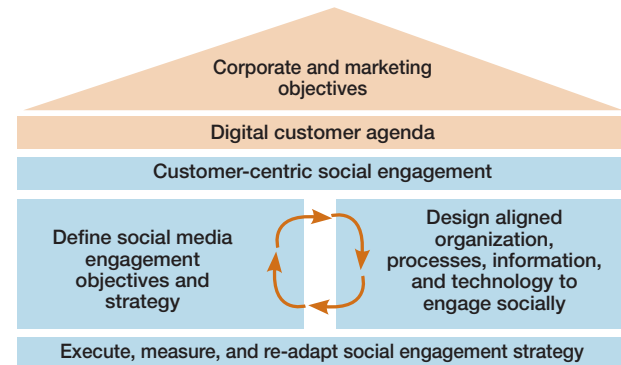 Corporate and marketing
objectives
Digital customer agenda
Customer-centric social engagement
Define social media
engagement
objectives and
strategy
Design aligned
organization,
processes, information,
and technology to
engage socially
Execute, measure, and re-adapt social engagement strategy